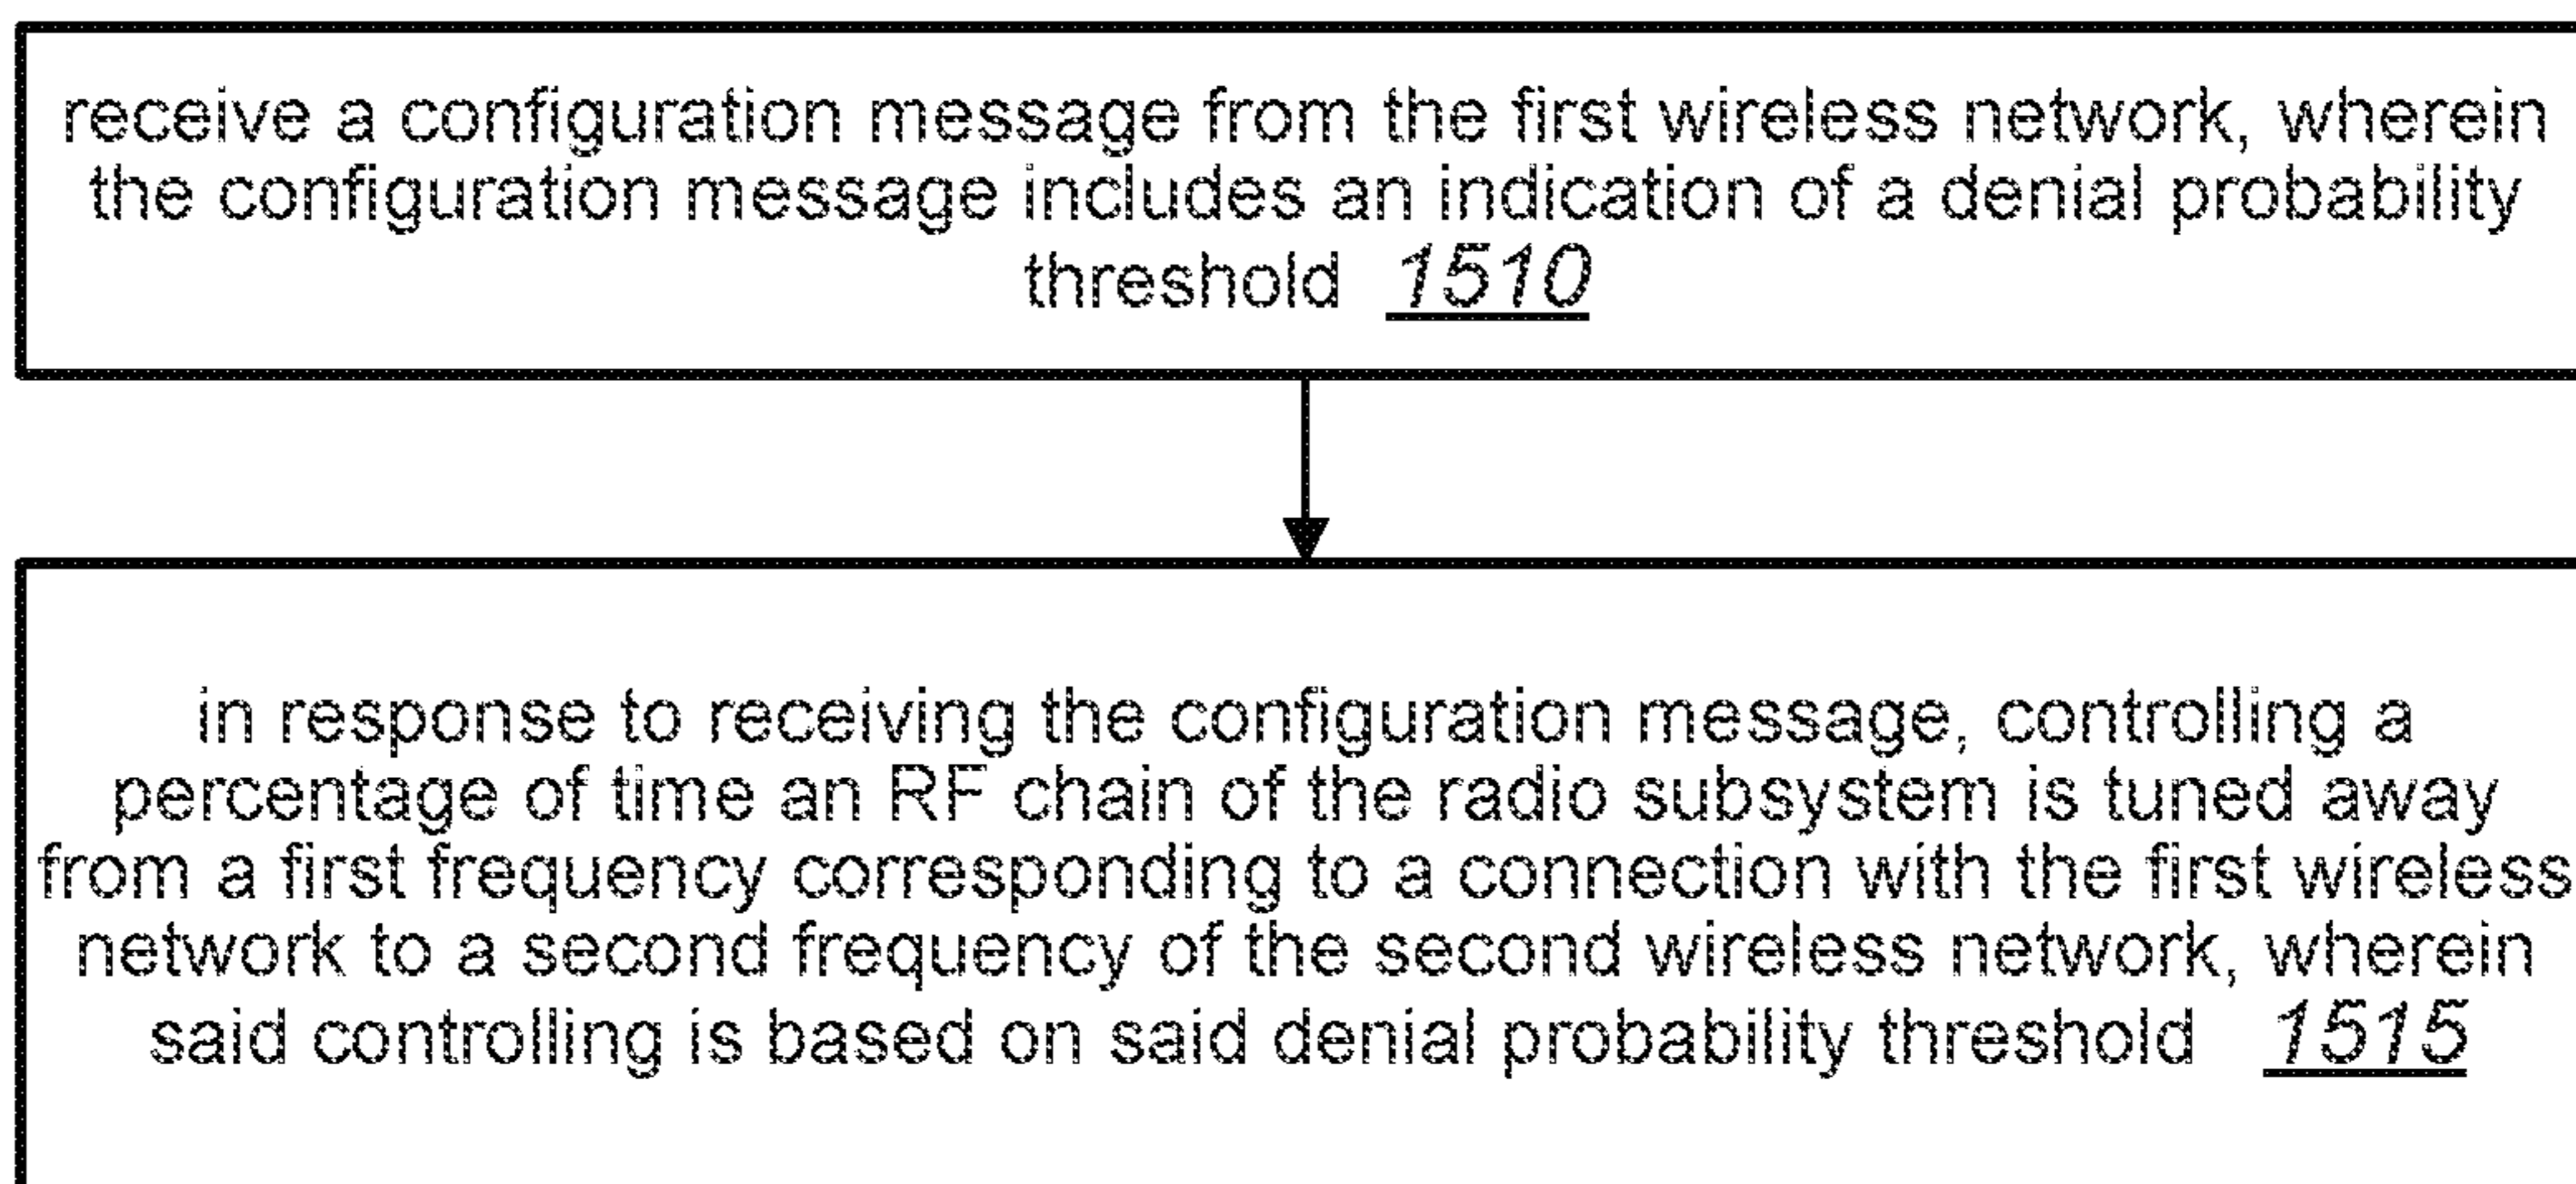 receive a configuration message from the first wireless network, wherein
the configuration message includes an indication of a denial probability
threshold 1510
in response to receiving the configuration message, controlling a
percentage of time an RF chain of the radio subsystem is tuned away
from a first frequency corresponding to a connection with the first wireless
network to a second frequency of the second wireless network, wherein
said controlling is based on said denial probability threshold 1515